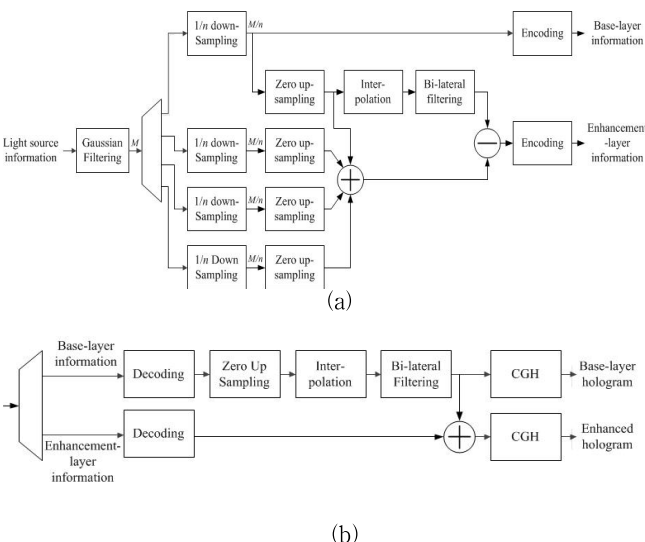 1/n down-
Sampling
M/n
Encoding
Base-layer
information
Zero up-
sampling
Inter-
polation
Bi-lateral
filtering
Light source
information
Gaussian
Filtering
M
1/n down-
Sampling
M/n
Zero up-
sampling
−
Encoding
Enhancement
-layer
information
+
1/n down-
Sampling
M/n
Zero up-
sampling
1/n Down
Sampling
M/n
Zero up-
sampling
(a)
Base-layer
information
Decoding
Zero Up
Sampling
Inter-
polation
Bi-lateral
Filtering
CGH
Base-layer
hologram
Decoding
+
CGH
Enhanced
hologram
Enhancement-
layer
information
(b)